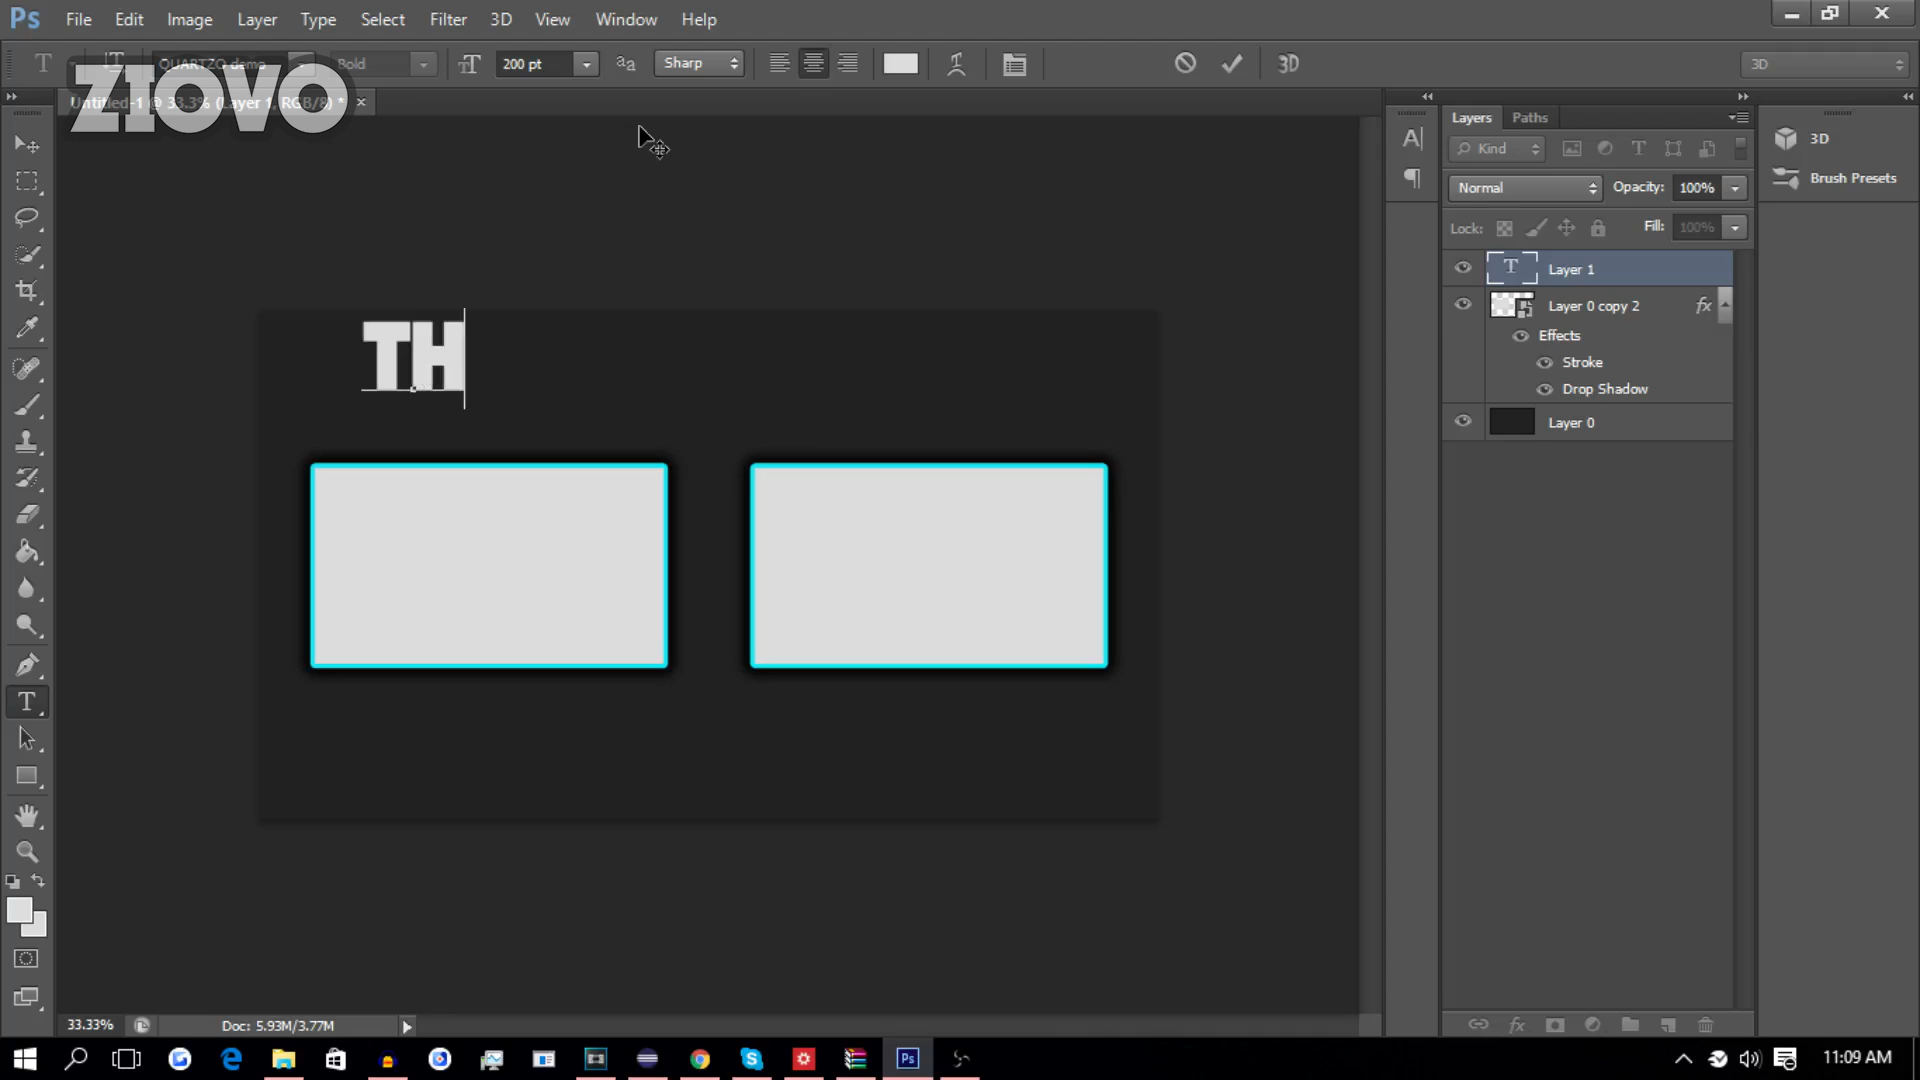 Ps File Edit Image Layer Type Select Filter 3D View Window Help
T QUARTZO demo Bold 200 pt Sharp 3D 3D
ZIOVO
Untitled-1 @ 33.3% (Layer 1, RGB/8) *
Layers Paths
3D
Kind
Brush Presets
Normal Opacity: 100%
Lock: Fill: 100%
T Layer 1
Layer 0 copy 2 fx
Effects
Stroke
Drop Shadow
Layer 0
TH
33.33% Doc: 5.93M/3.77M
11:09 AM